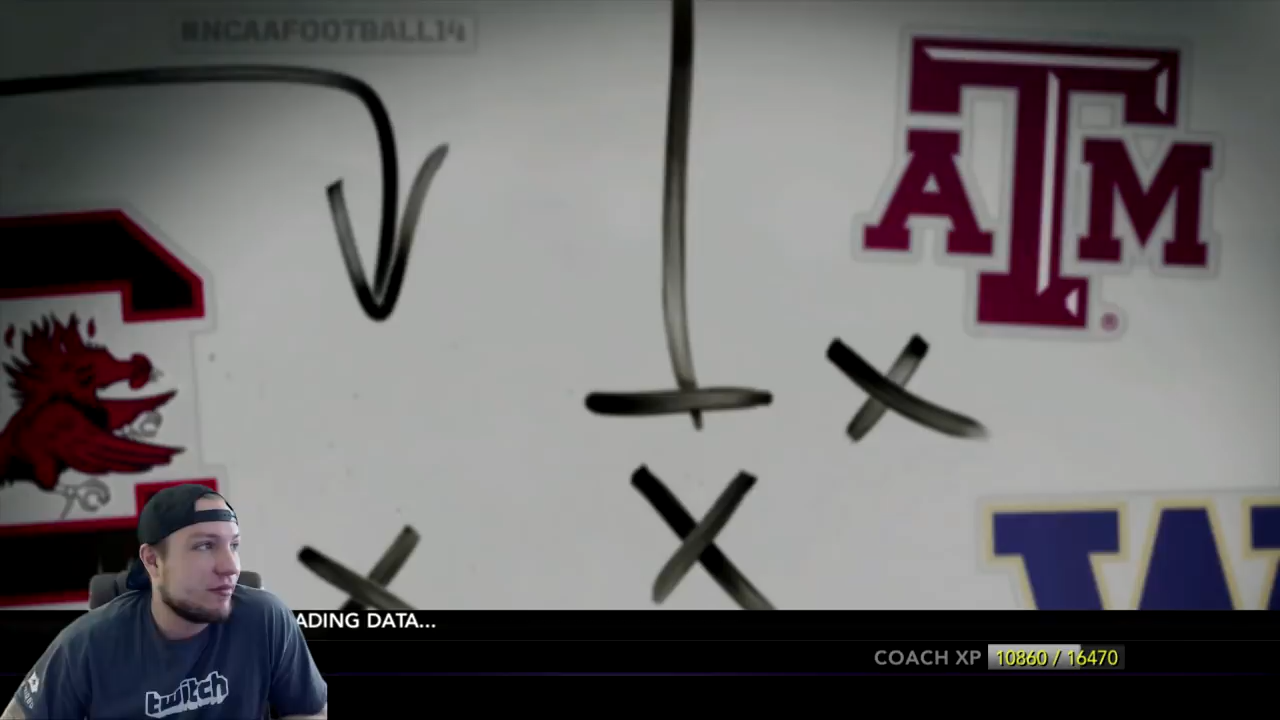 #NCAAFOOTBALL14
ATM
®
W
ADING DATA...
COACH XP 10860 / 16470
twitch